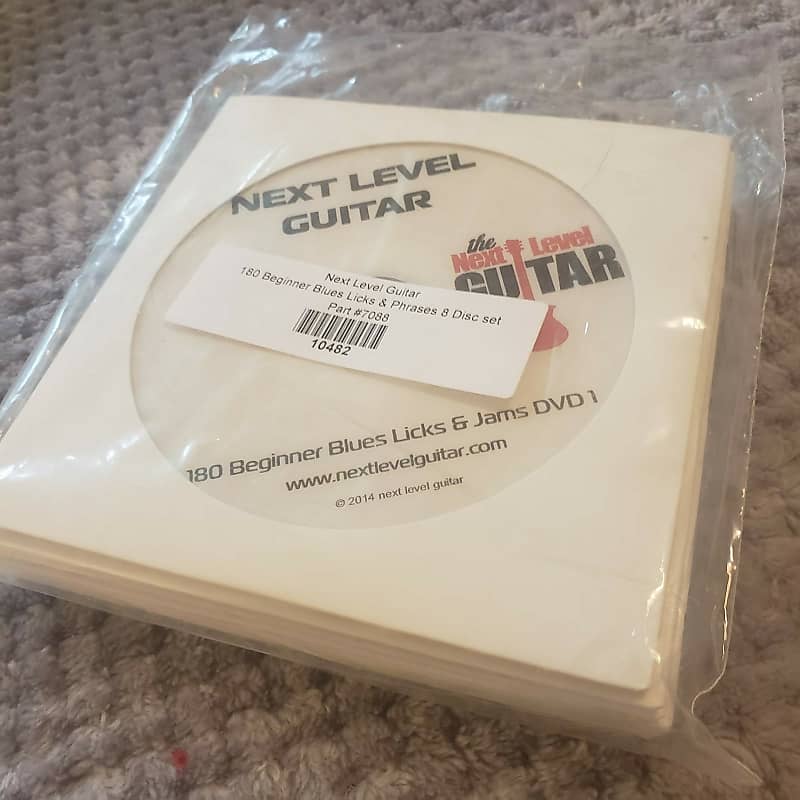 NEXT LEVEL
GUITAR
the
Next Level
GUITAR
Next Level Guitar
180 Beginner Blues Licks & Phrases 8 Disc set
Part #7088
10482
180 Beginner Blues Licks & Jams DVD 1
www.nextlevelguitar.com
© 2014 next level guitar